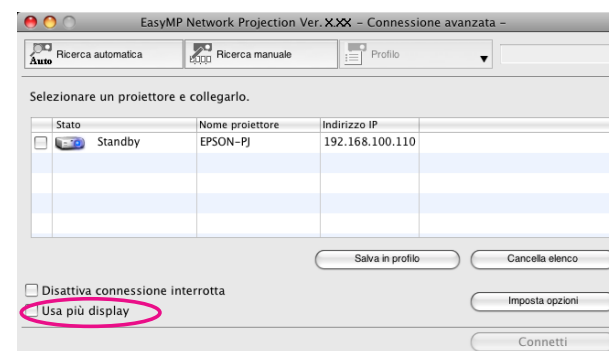 EasyMP Network Projection Ver. X.XX – Connessione avanzata –
Auto Ricerca automatica Ricerca manuale Profilo
Selezionare un proiettore e collegarlo.
Stato Nome proiettore Indirizzo IP
Standby EPSON-PJ 192.168.100.110
Salva in profilo Cancella elenco
Disattiva connessione interrotta
Usa più display Imposta opzioni
Connetti